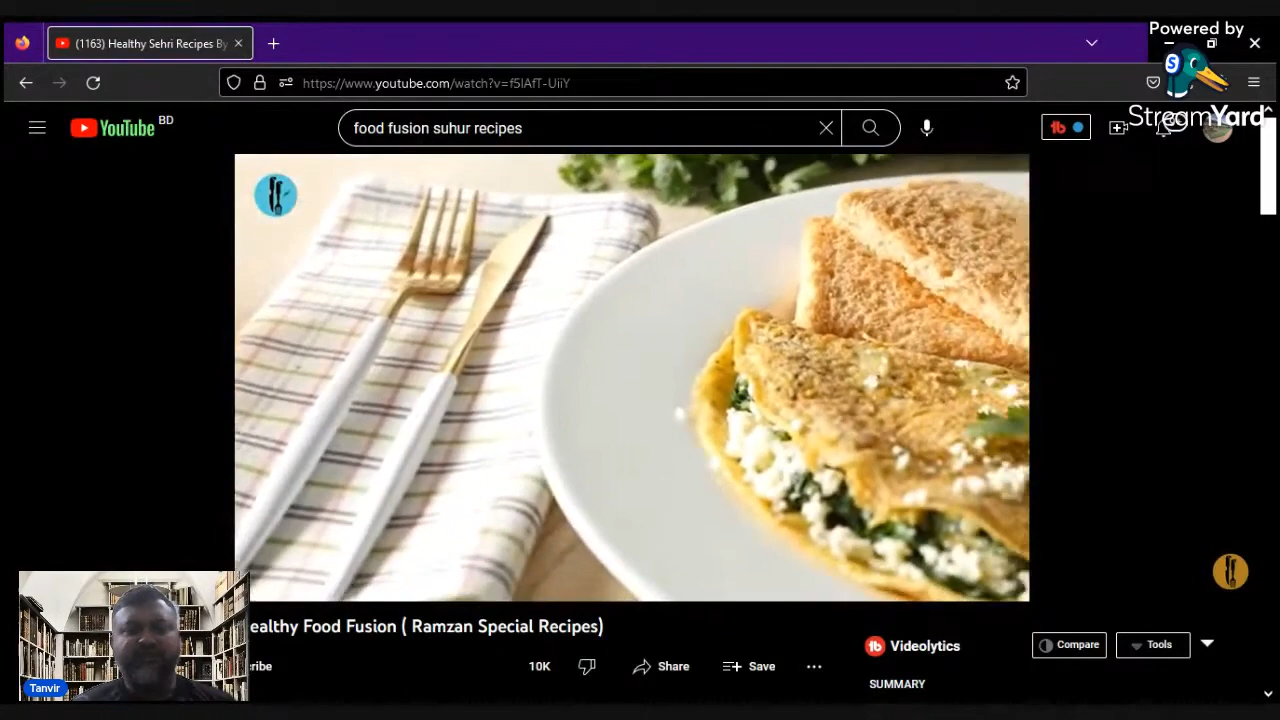 Powered by
StreamYard
(1163) Healthy Sehri Recipes By
https://www.youtube.com/watch?v=f5IAfT-UiiY
YouTube BD
food fusion suhur recipes
ealthy Food Fusion ( Ramzan Special Recipes)
ribe
10K
Share
Save
Videolytics
Compare
Tools
SUMMARY
Tanvir